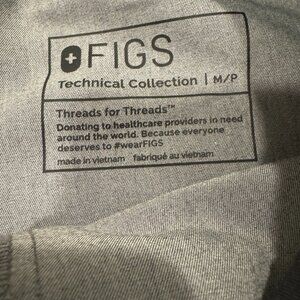 FIGS
Technical Collection | M/P
Threads for Threads™
Donating to healthcare providers in need
around the world. Because everyone
deserves to #wearFIGS
made in vietnam fabriqué au vietnam